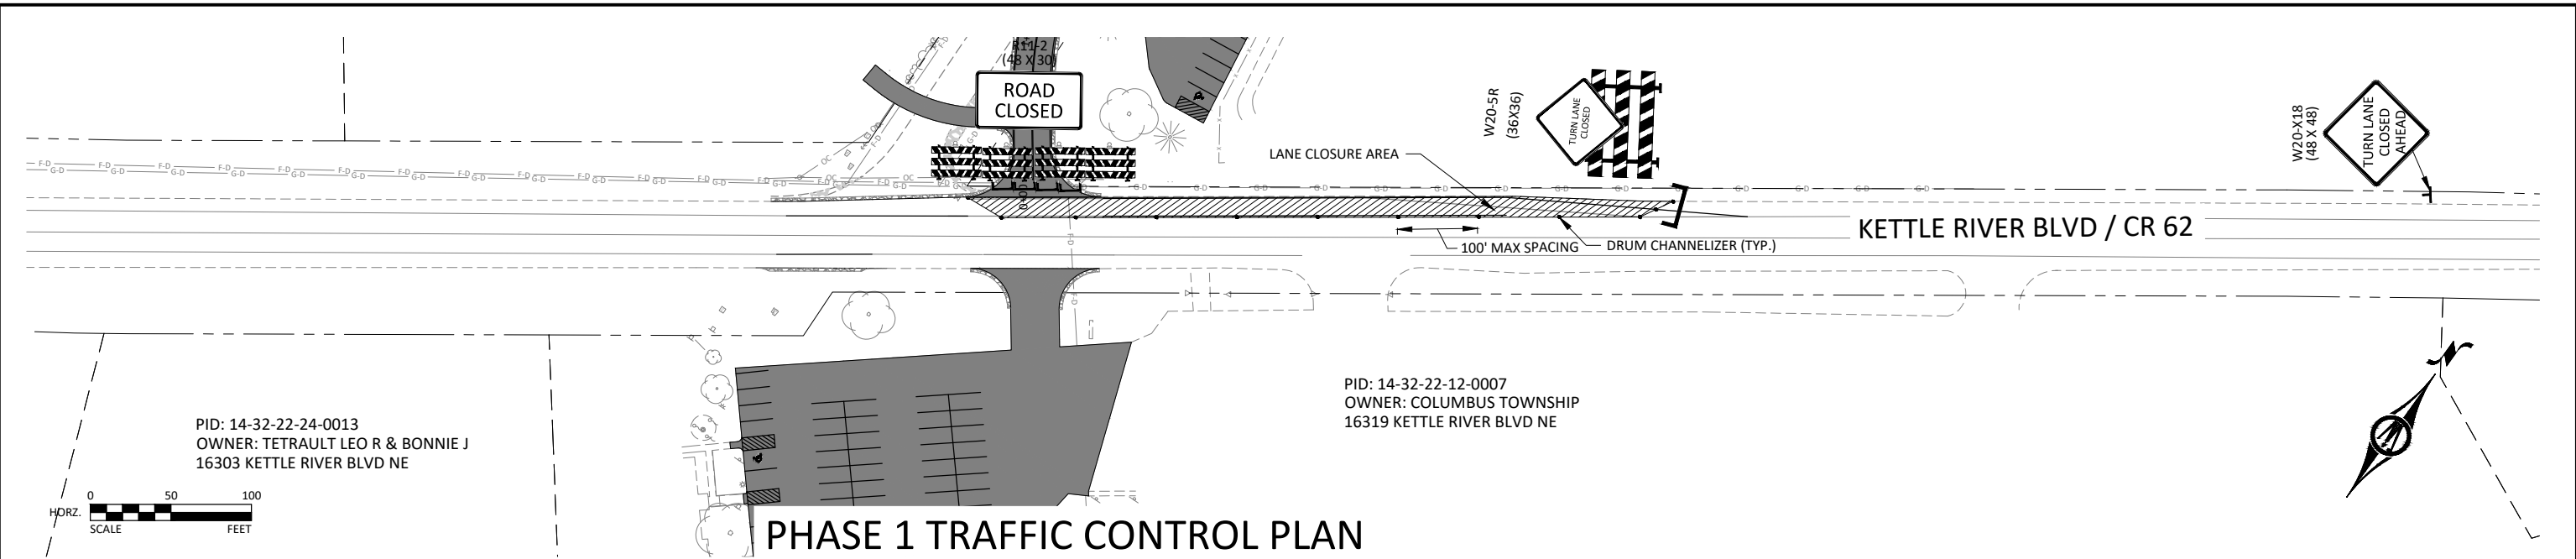 R11-2
(48 X 30)
ROAD
CLOSED
W20-5R
(36X36)
TURN LANE
CLOSED
W20-X18
(48 X 48)
TURN LANE
CLOSED
AHEAD
LANE CLOSURE AREA
100' MAX SPACING
DRUM CHANNELIZER (TYP.)
KETTLE RIVER BLVD / CR 62
PID: 14-32-22-24-0013
OWNER: TETRAULT LEO R & BONNIE J
16303 KETTLE RIVER BLVD NE
PID: 14-32-22-12-0007
OWNER: COLUMBUS TOWNSHIP
16319 KETTLE RIVER BLVD NE
0 50 100
HORZ.
SCALE FEET
N
PHASE 1 TRAFFIC CONTROL PLAN